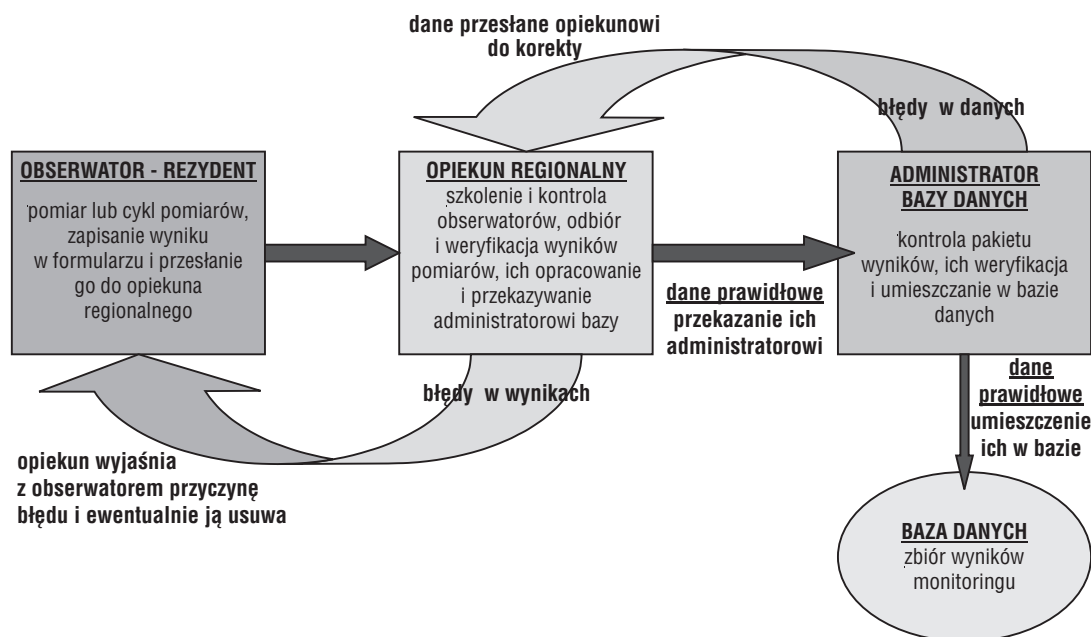 dane przesłane opiekunowi
do korekty
błędy w danych
OBSERWATOR - REZYDENT
pomiar lub cykl pomiarów,
zapisanie wyniku
w formularzu i przesłanie
go do opiekuna
regionalnego
OPIEKUN REGIONALNY
szkolenie i kontrola
obserwatorów, odbiór
i weryfikacja wyników
pomiarów, ich opracowanie
i przekazywanie
administratorowi bazy
dane prawidłowe
przekazanie ich
administratorowi
ADMINISTRATOR
BAZY DANYCH
kontrola pakietu
wyników, ich weryfikacja
i umieszczanie w bazie
danych
błędy w wynikach
opiekun wyjaśnia
z obserwatorem przyczynę
błędu i ewentualnie ją usuwa
dane
prawidłowe
umieszczenie
ich w bazie
BAZA DANYCH
zbiór wyników
monitoringu